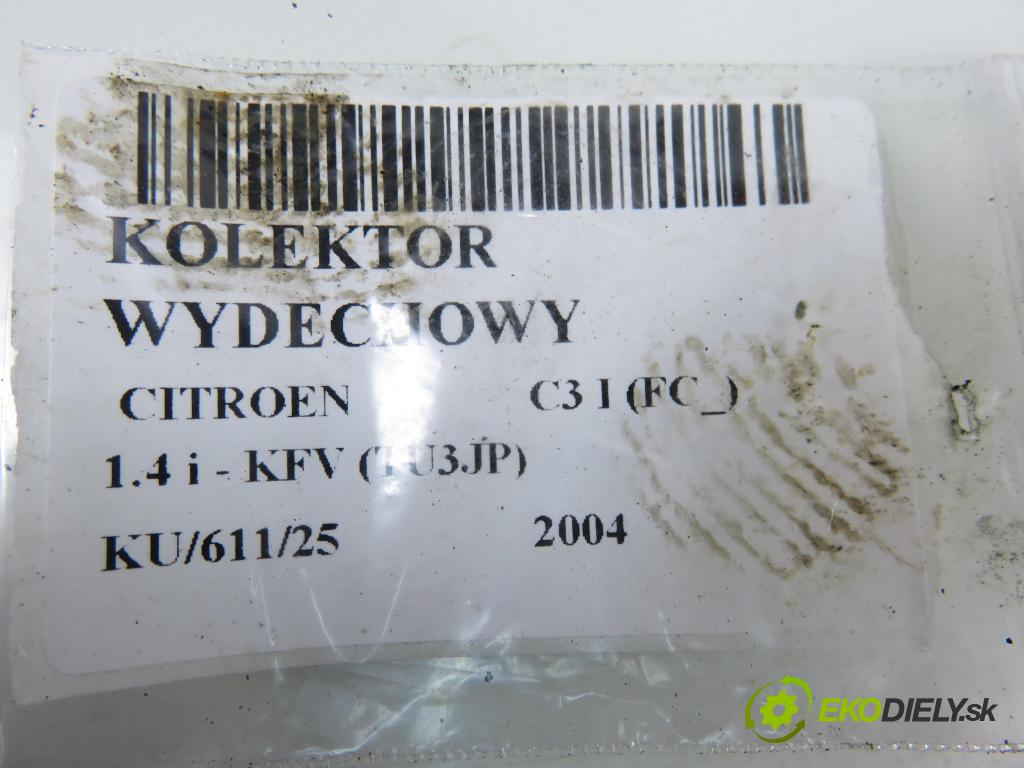 KOLEKTOR
WYDECHOWY
CITROEN C3 I (FC_)
1.4 i - KFV (TU3JP)
KU/611/25 2004
EKODIELY.sk